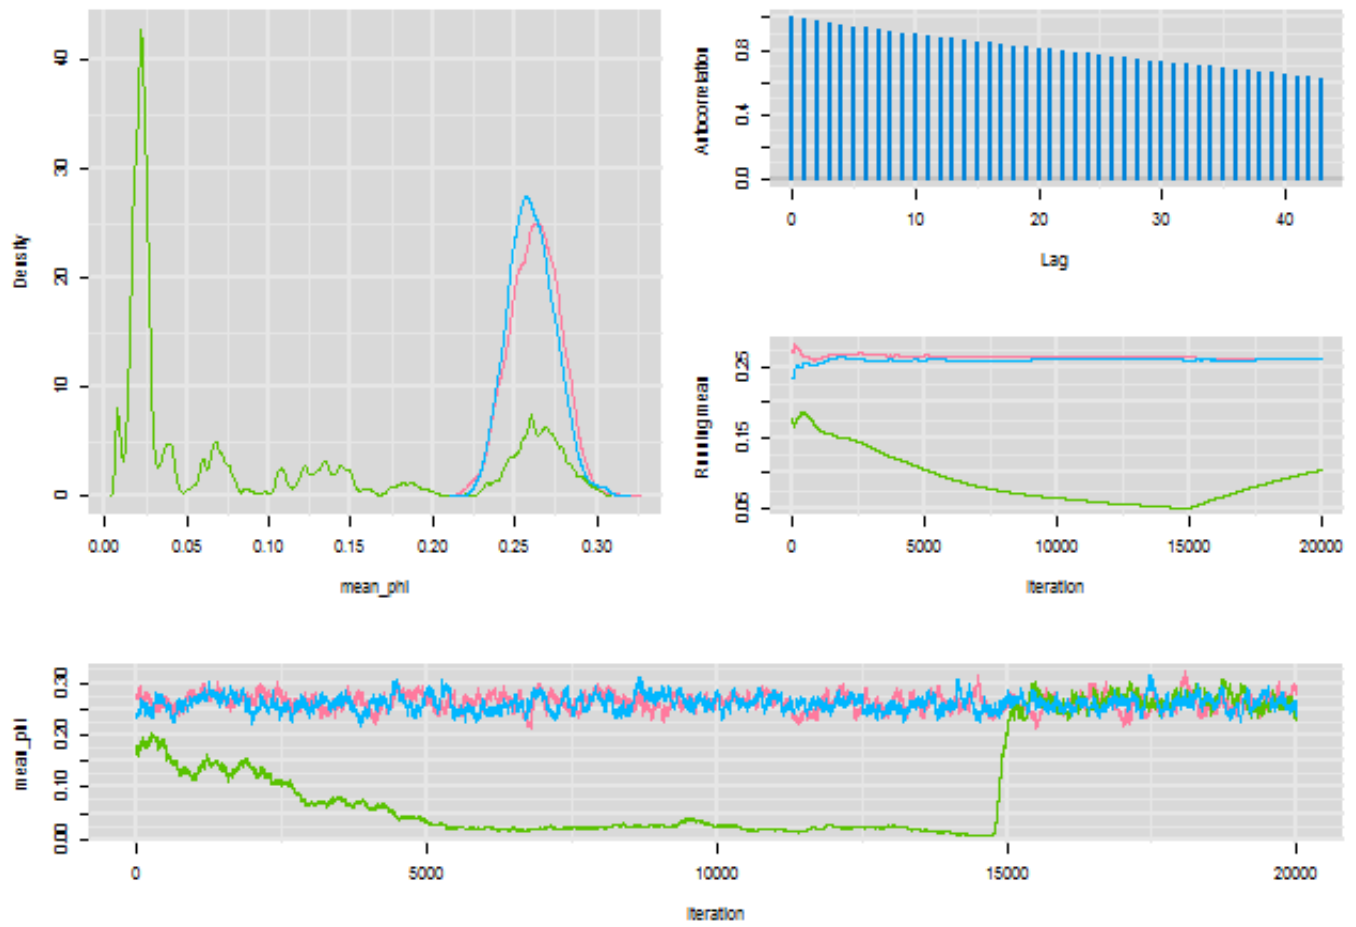 Density
40
30
20
10
0
0.00 0.05 0.10 0.15 0.20 0.25 0.30
mean_phi
Autocorrelation
0.8
0.4
0.0
0 10 20 30 40
Lag
Running mean
0.25
0.15
0.05
0 5000 10000 15000 20000
Iteration
mean_phi
0.30
0.20
0.10
0.00
0 5000 10000 15000 20000
Iteration